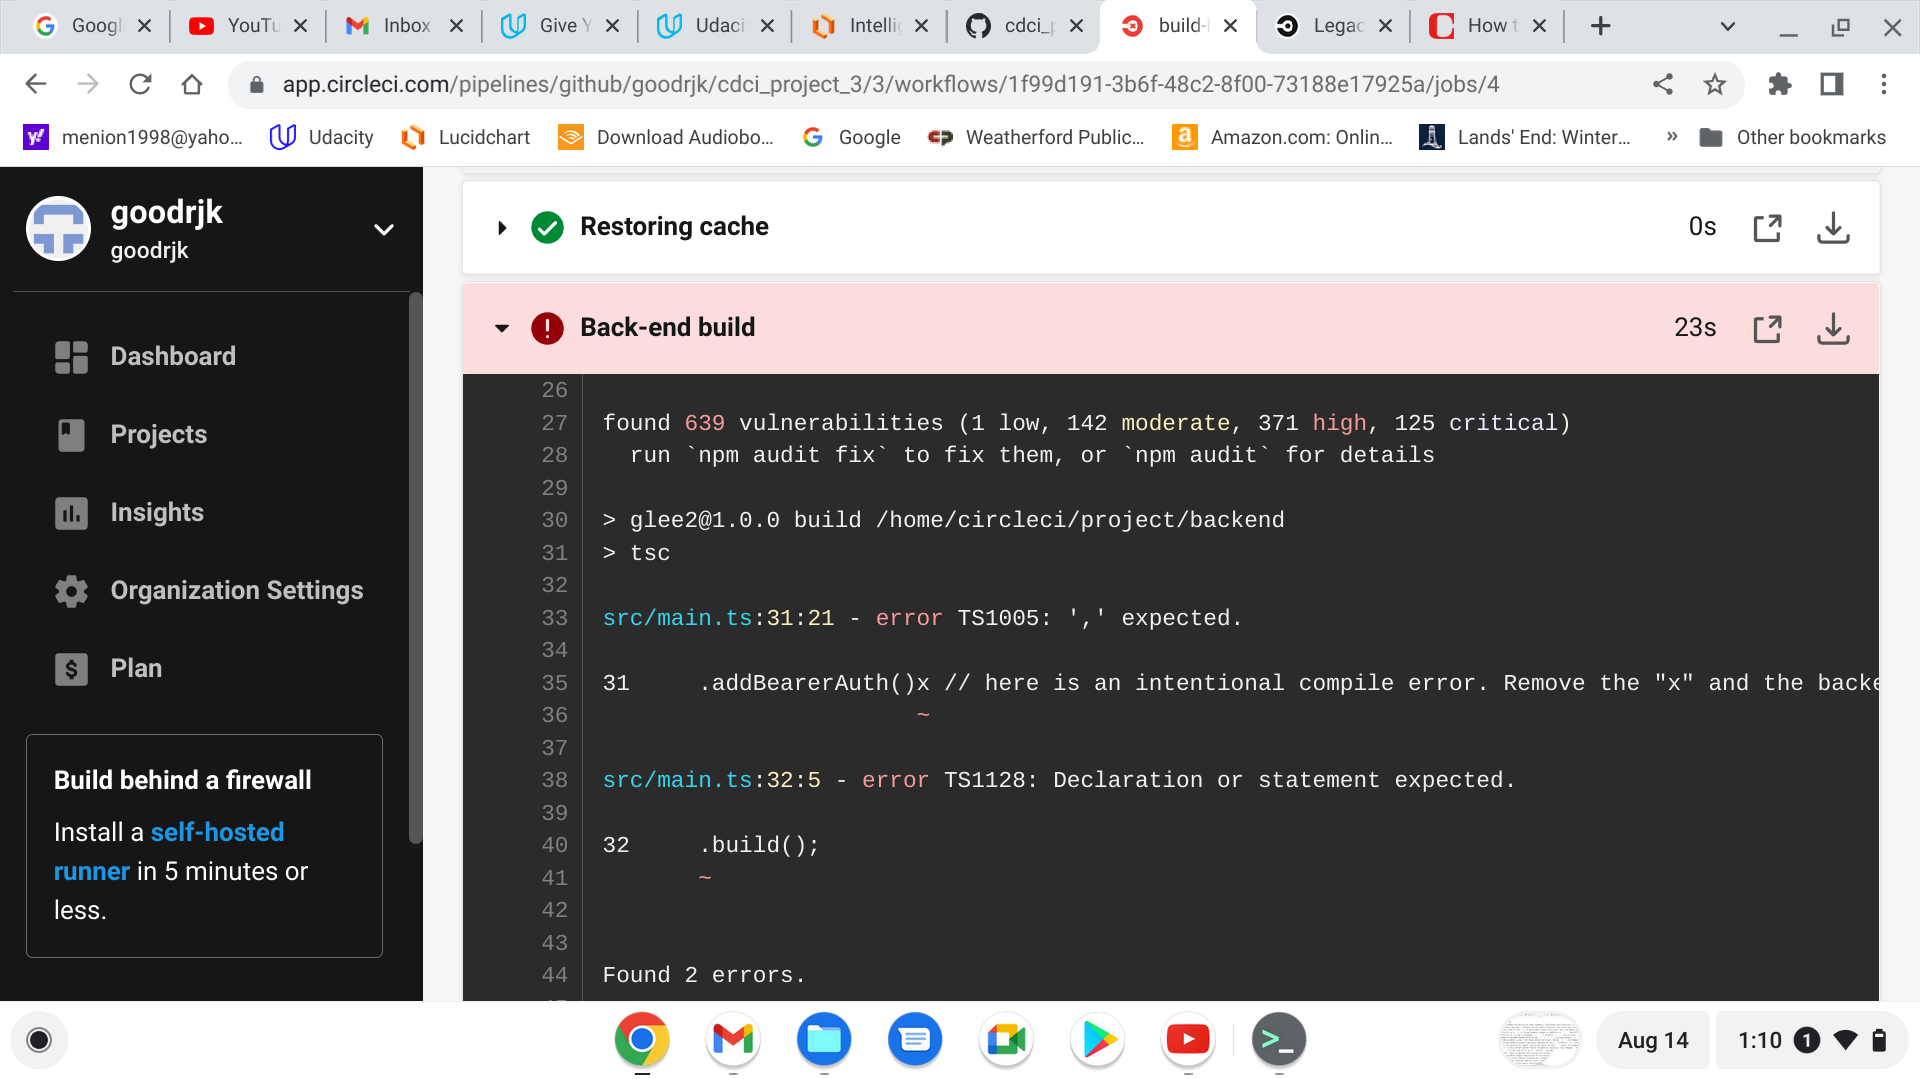 Googl
YouTu
Inbox
Give Y
Udaci
Intelli
cdci_p
build-
Legac
How t
app.circleci.com/pipelines/github/goodrjk/cdci_project_3/3/workflows/1f99d191-3b6f-48c2-8f00-73188e17925a/jobs/4
menion1998@yaho...
Udacity
Lucidchart
Download Audiobo...
Google
Weatherford Public...
Amazon.com: Onlin...
Lands' End: Winter...
»
Other bookmarks
goodrjk
goodrjk
Dashboard
Projects
Insights
Organization Settings
Plan
Build behind a firewall
Install a self-hosted
runner in 5 minutes or
less.
Restoring cache 0s
Back-end build 23s
26
27 found 639 vulnerabilities (1 low, 142 moderate, 371 high, 125 critical)
28 run `npm audit fix` to fix them, or `npm audit` for details
29
30 > glee2@1.0.0 build /home/circleci/project/backend
31 > tsc
32
33 src/main.ts:31:21 - error TS1005: ',' expected.
34
35 31 .addBearerAuth()x // here is an intentional compile error. Remove the "x" and the backe
36 ~
37
38 src/main.ts:32:5 - error TS1128: Declaration or statement expected.
39
40 32 .build();
41 ~
42
43
44 Found 2 errors.
Aug 14
1:10
1